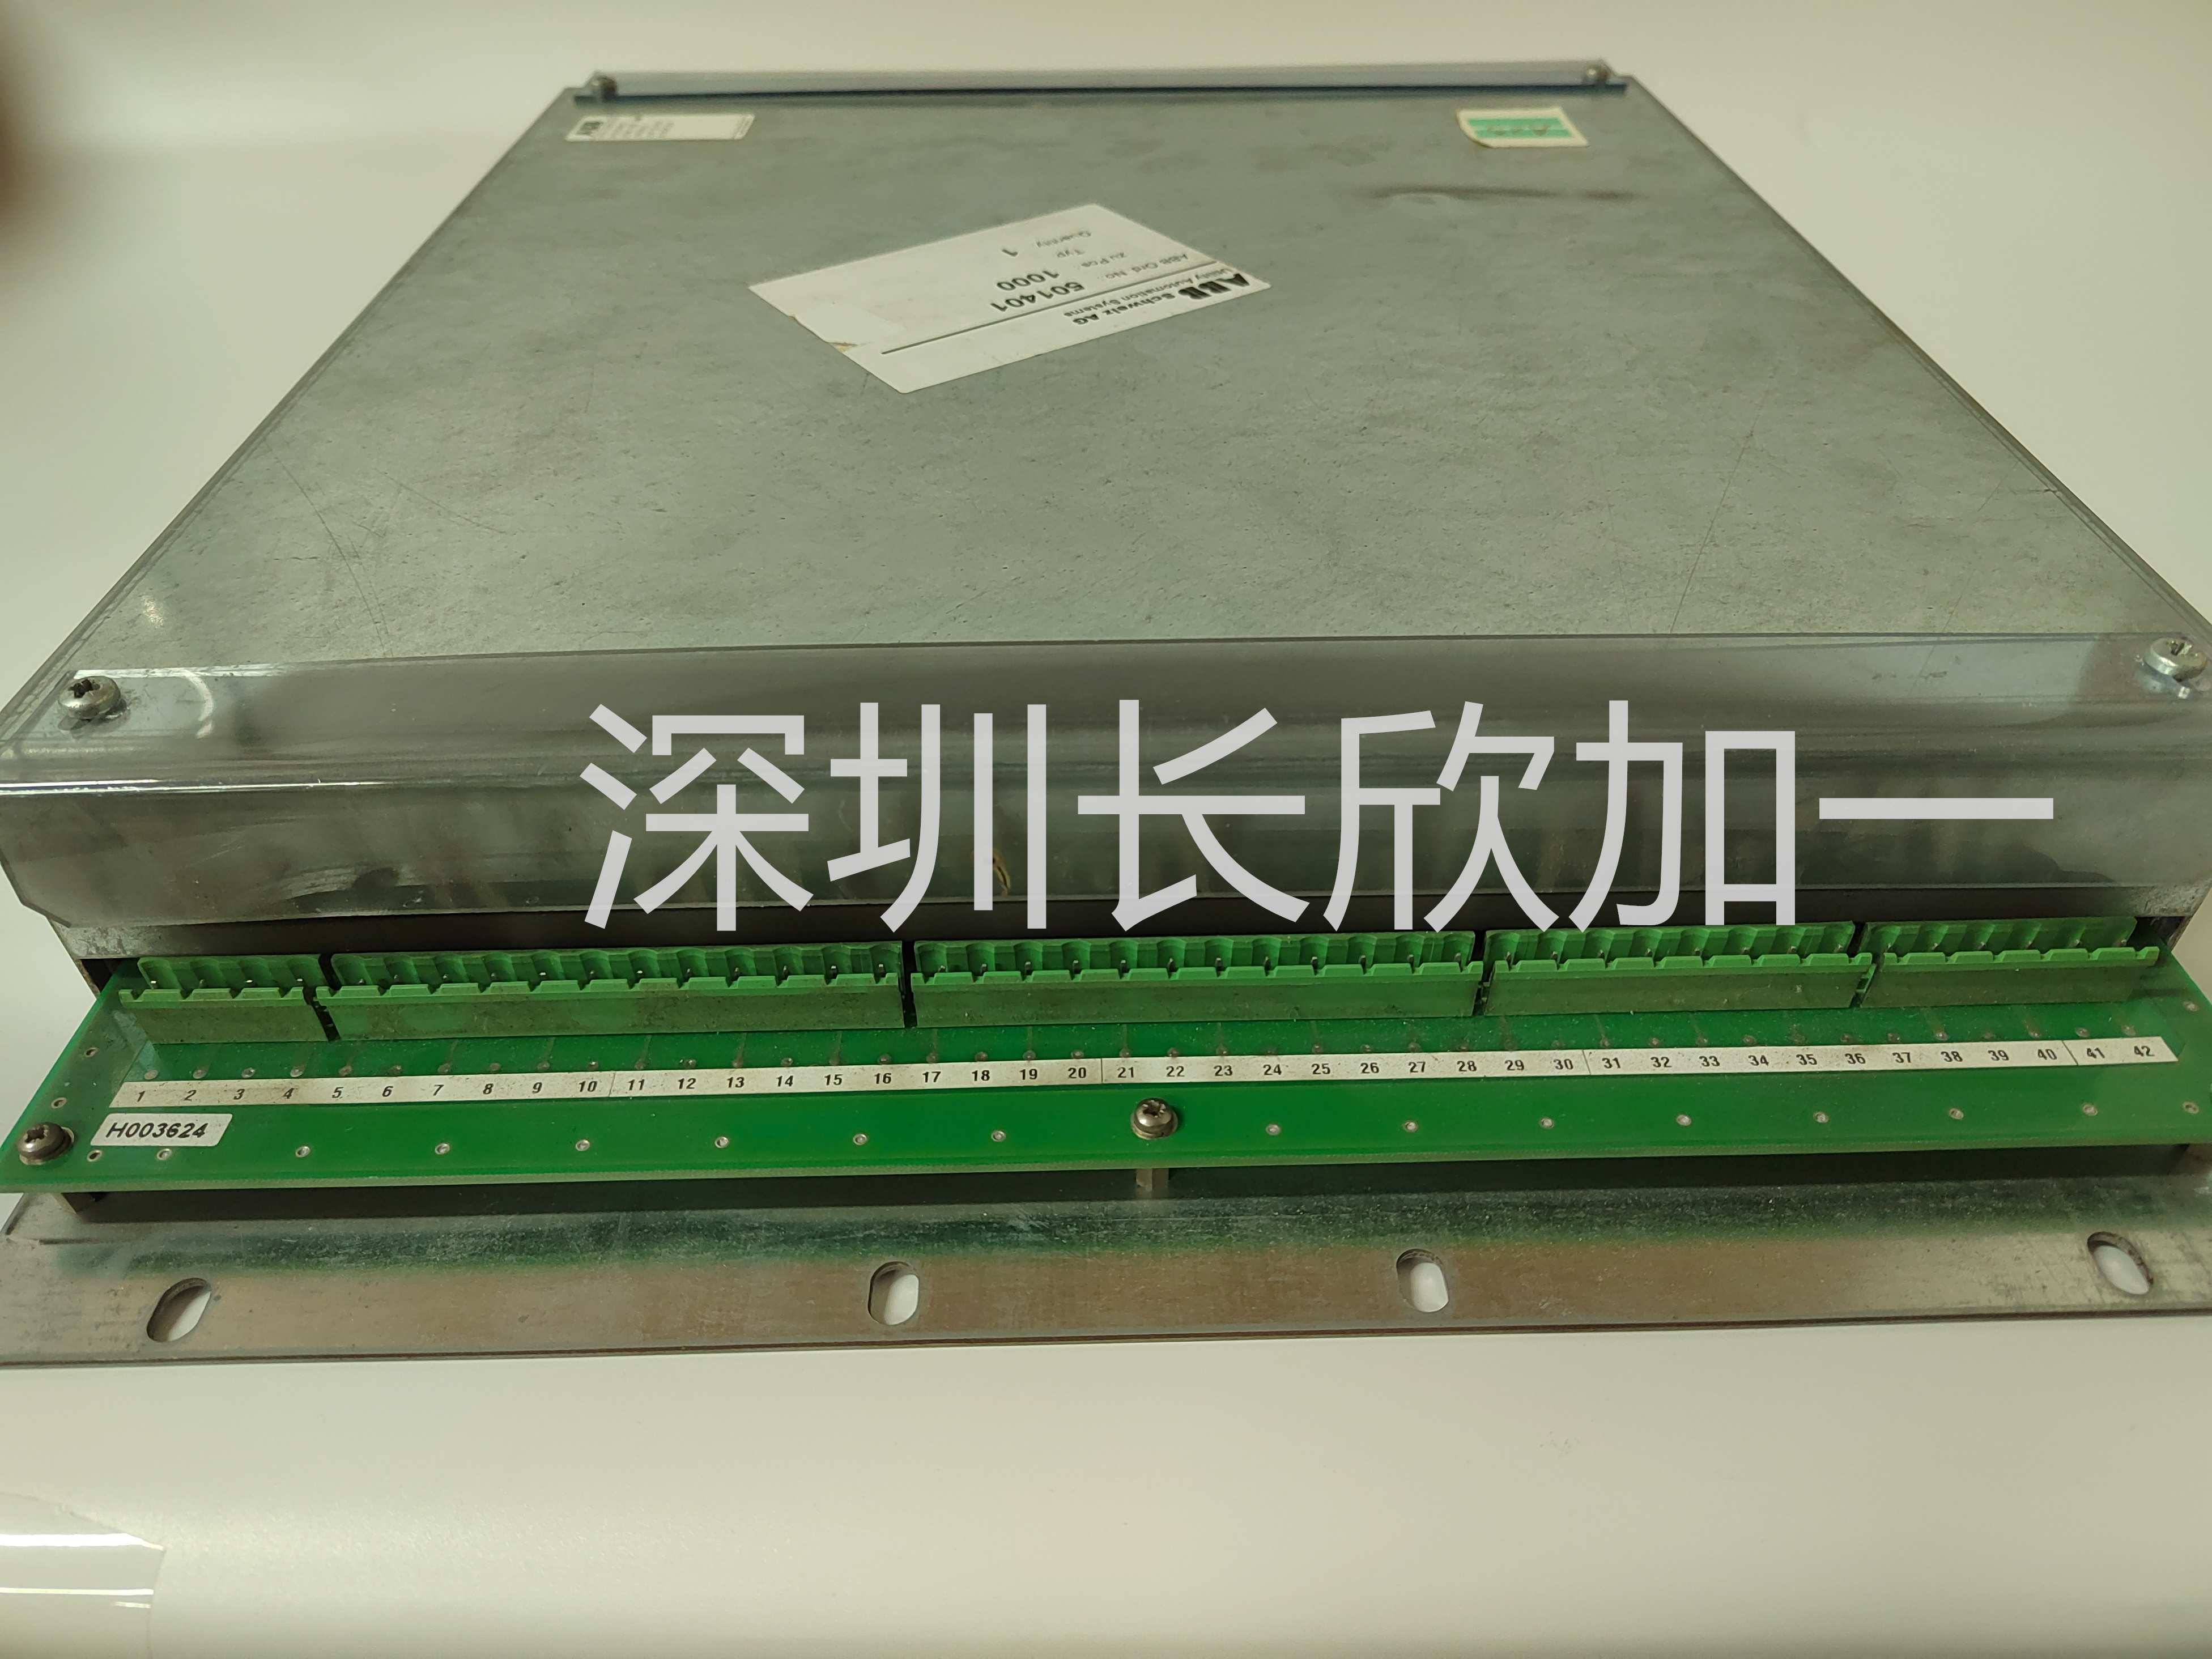 ABB Schweiz AG
Utility Automation Systems
ABB Ord No. 501401
zu Pos 1000
Typ
Quantity 1
深圳长欣加一
1 2 3 4 5 6 7 8 9 10 11 12 13 14 15 16 17 18 19 20 21 22 23 24 25 26 27 28 29 30 31 32 33 34 35 36 37 38 39 40 41 42
H003624